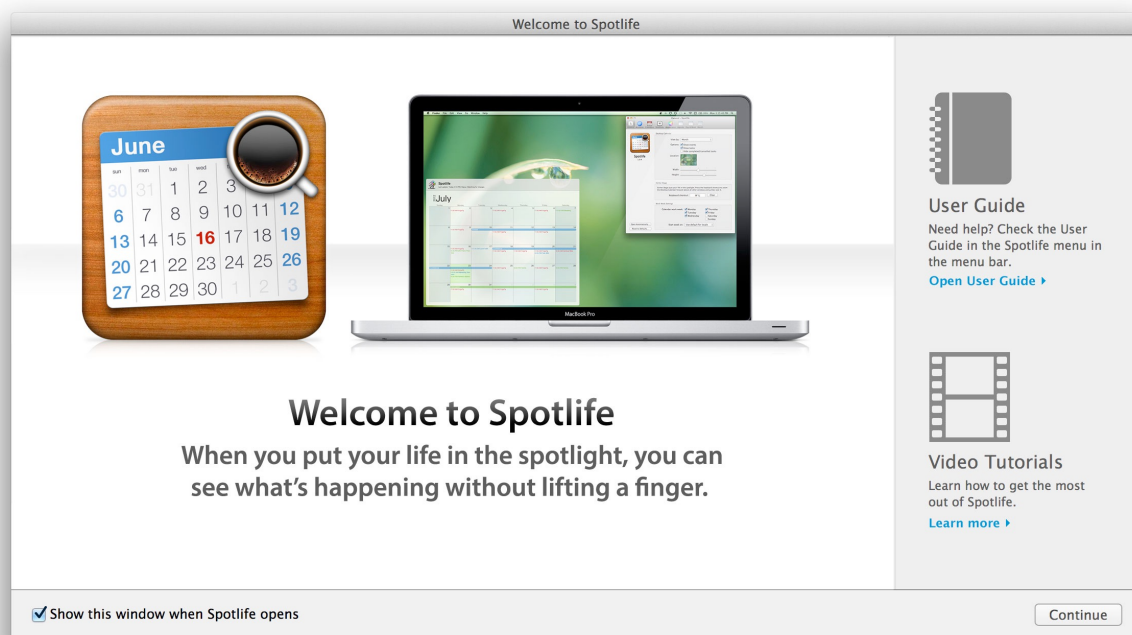 Welcome to Spotlife
June
sun mon tue wed
30 31 1 2 3
6 7 8 9 10 11 12
13 14 15 16 17 18 19
20 21 22 23 24 25 26
27 28 29 30 1 2 3
Spotlife
July
Spotlife
MacBook Pro
Welcome to Spotlife
When you put your life in the spotlight, you can
see what's happening without lifting a finger.
User Guide
Need help? Check the User
Guide in the Spotlife menu in
the menu bar.
Open User Guide
Video Tutorials
Learn how to get the most
out of Spotlife.
Learn more
Show this window when Spotlife opens
Continue